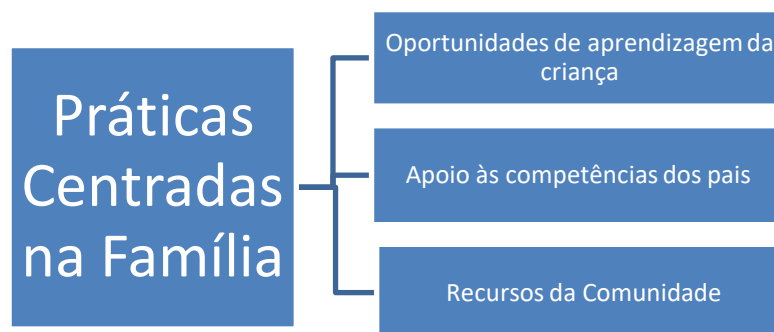 Práticas
Centradas
na Família
Oportunidades de aprendizagem da
criança
Apoio às competências dos pais
Recursos da Comunidade